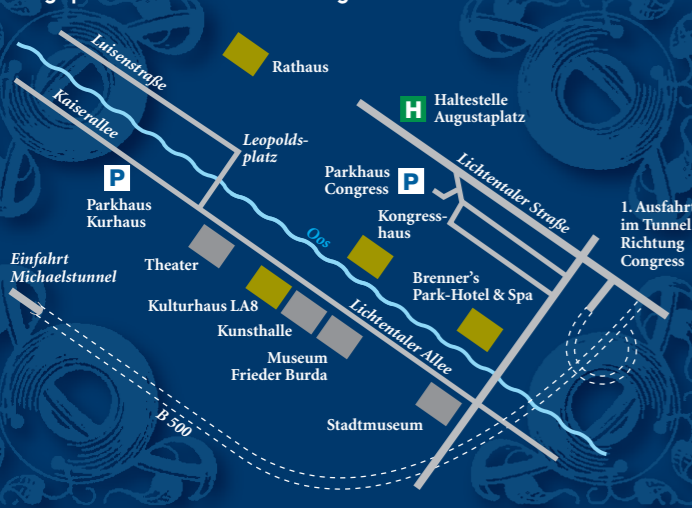 Luisenstraße
Rathaus
Kaiserallee
H
Haltestelle
Augustaplatz
Leopolds-
platz
Lichtentaler Straße
P
Parkhaus
Kurhaus
Parkhaus
Congress
P
Kongress-
haus
1. Ausfahrt
im Tunnel
Richtung
Congress
Oos
Einfahrt
Michaelstunnel
Theater
Brenner’s
Park-Hotel & Spa
Kulturhaus LA8
Kunsthalle
Lichtentaler Allee
Museum
Frieder Burda
Stadtmuseum
B 500